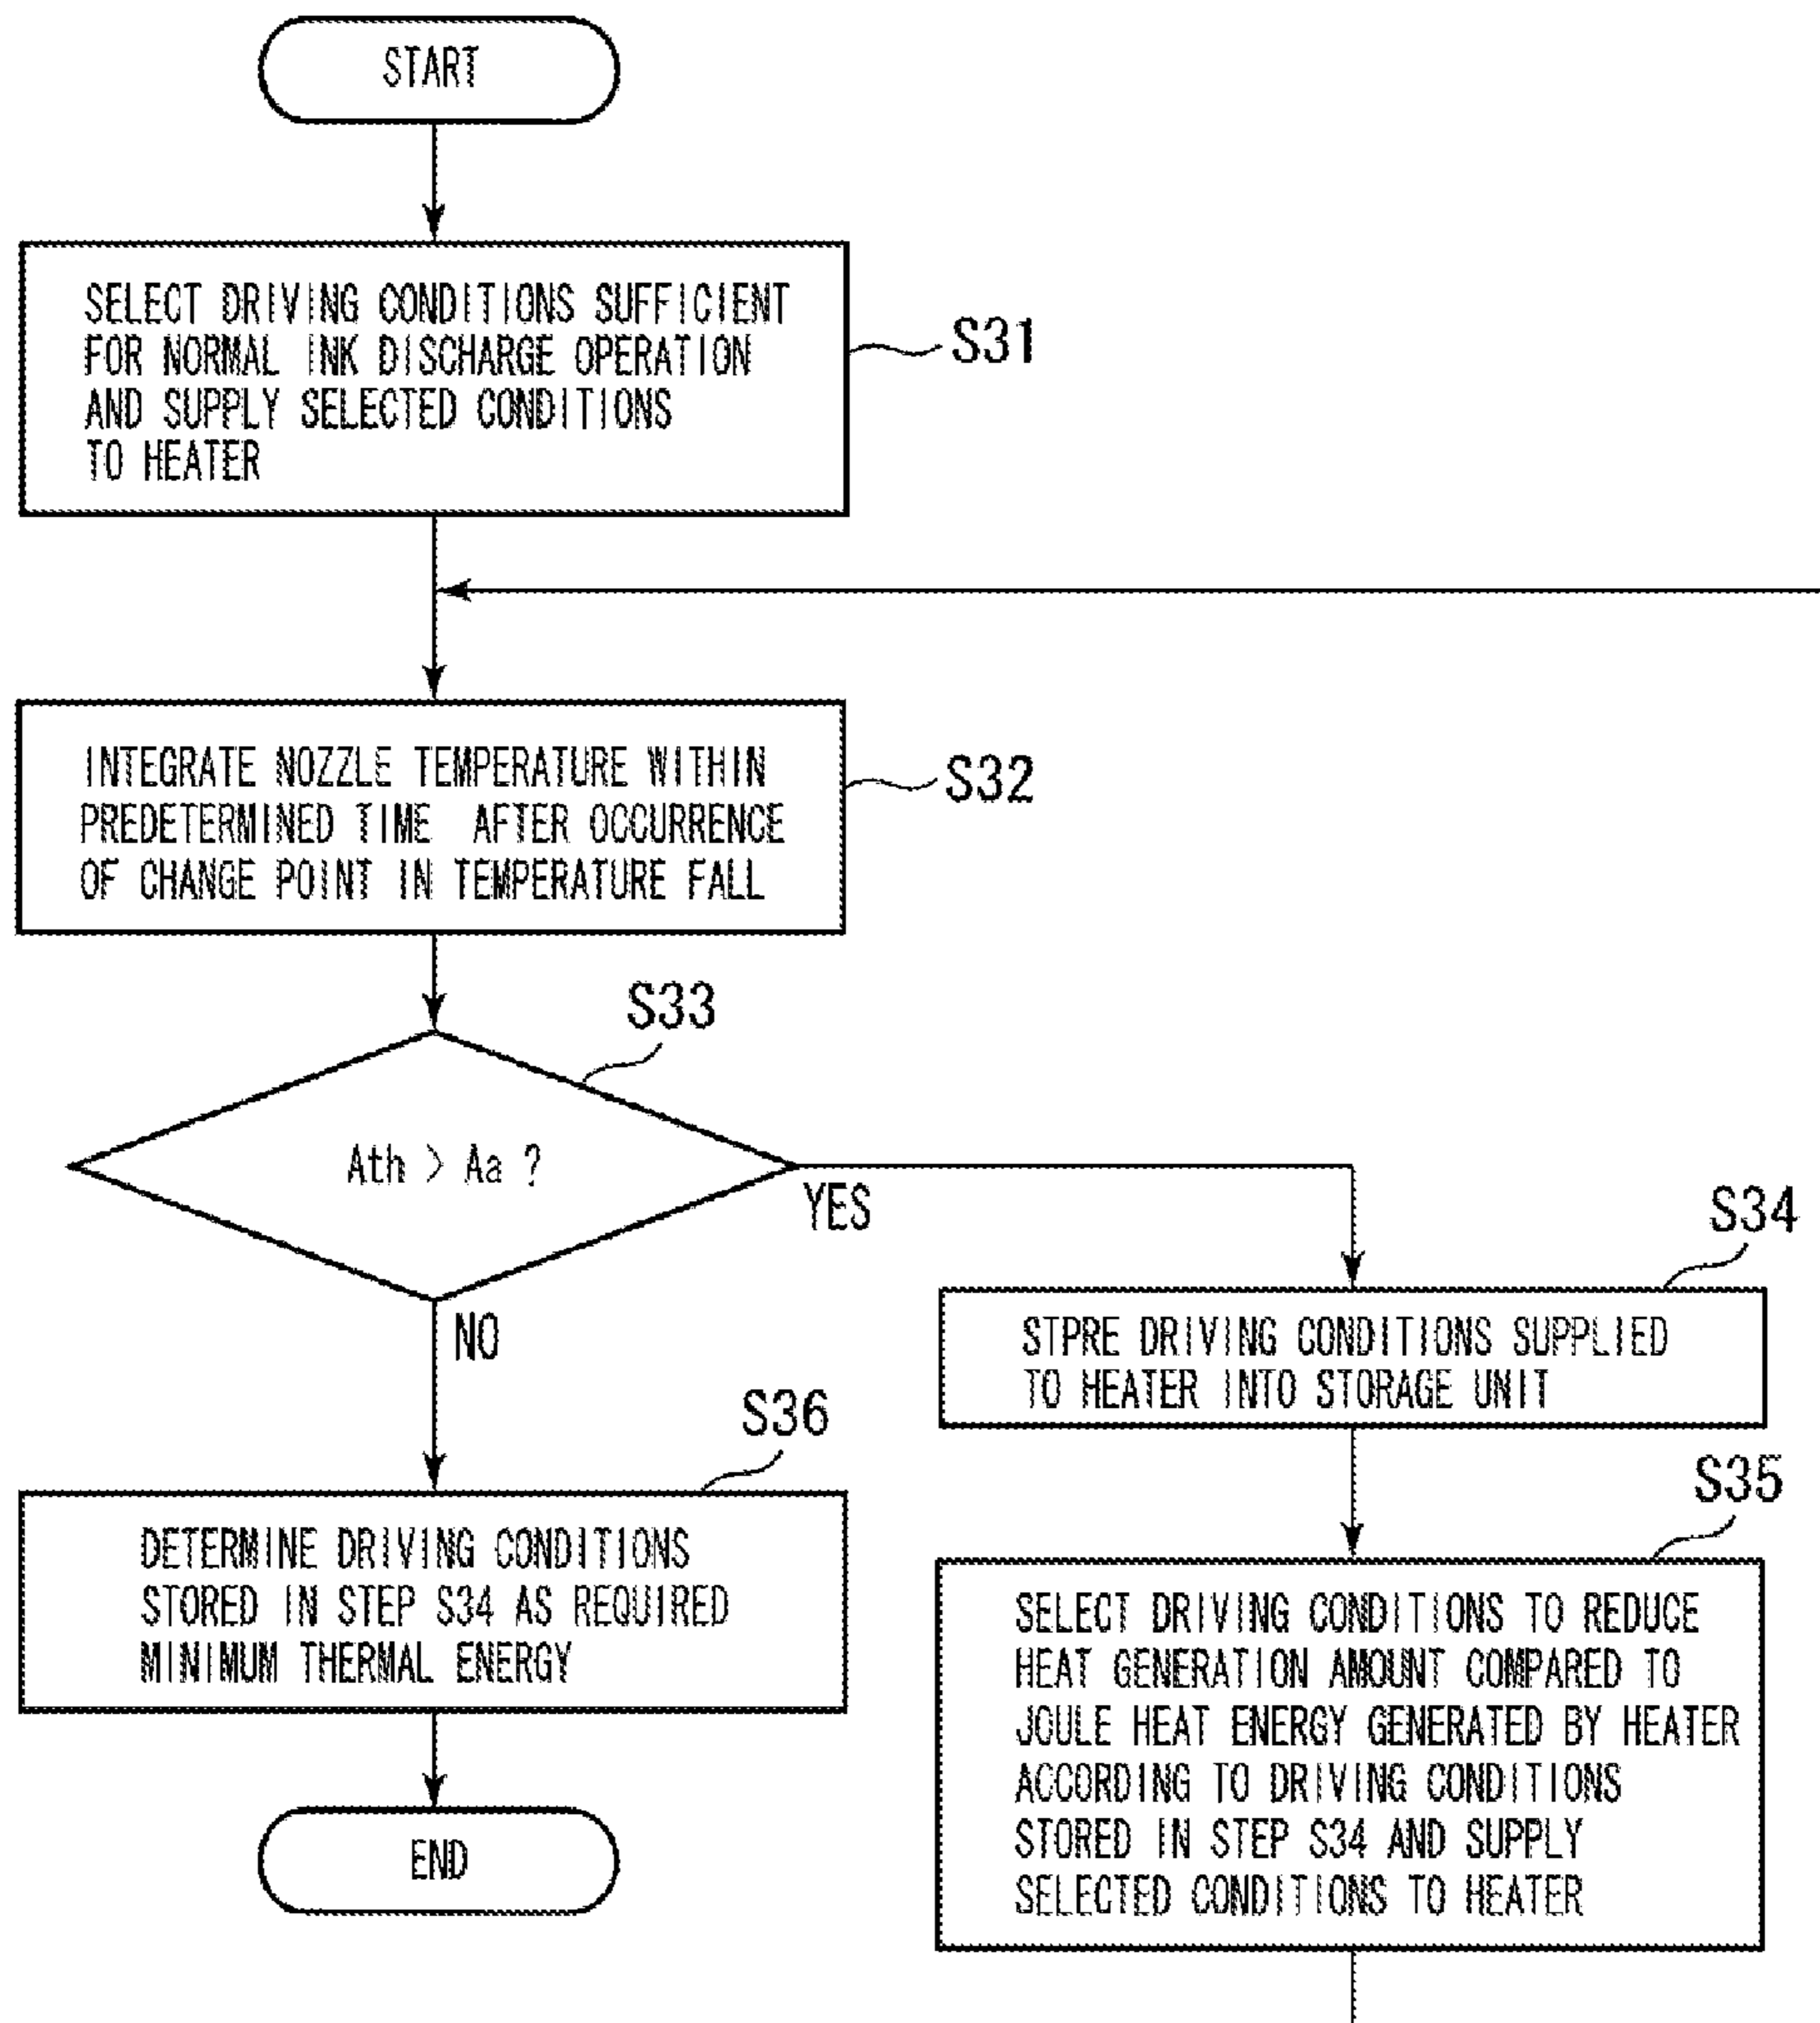 START
SELECT DRIVING CONDITIONS SUFFICIENT
FOR NORMAL INK DISCHARGE OPERATION
AND SUPPLY SELECTED CONDITIONS
TO HEATER
S31
INTEGRATE NOZZLE TEMPERATURE WITHIN
PREDETERMINED TIME AFTER OCCURRENCE
OF CHANGE POINT IN TEMPERATURE FALL
S32
S33
Ath > Aa ?
YES
NO
S34
STPRE DRIVING CONDITIONS SUPPLIED
TO HEATER INTO STORAGE UNIT
S35
SELECT DRIVING CONDITIONS TO REDUCE
HEAT GENERATION AMOUNT COMPARED TO
JOULE HEAT ENERGY GENERATED BY HEATER
ACCORDING TO DRIVING CONDITIONS
STORED IN STEP S34 AND SUPPLY
SELECTED CONDITIONS TO HEATER
S36
DETERMINE DRIVING CONDITIONS
STORED IN STEP S34 AS REQUIRED
MINIMUM THERMAL ENERGY
END